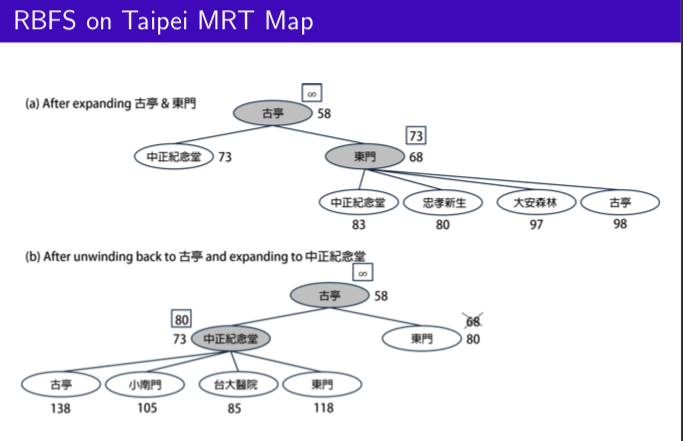 RBFS on Taipei MRT Map
(a) After expanding 古亭 & 東門
∞
古亭 58
73
中正紀念堂 73
東門 68
中正紀念堂 忠孝新生 大安森林 古亭
83 80 97 98
(b) After unwinding back to 古亭 and expanding to 中正紀念堂
∞
古亭 58
80 68
73 中正紀念堂 東門 80
古亭 小南門 台大醫院 東門
138 105 85 118